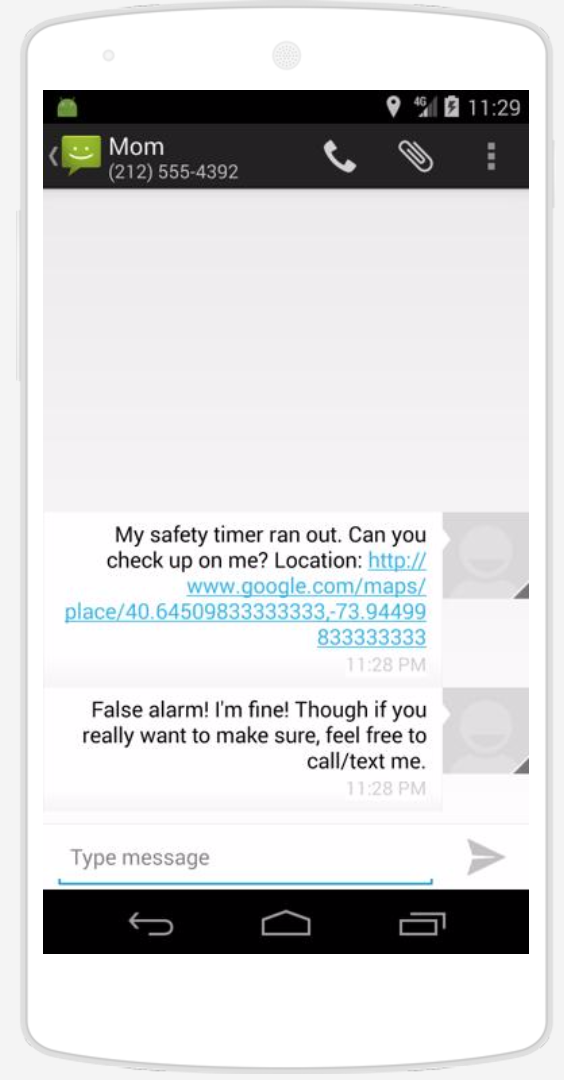 4G 11:29
Mom
(212) 555-4392
My safety timer ran out. Can you
check up on me? Location: http://
www.google.com/maps/
place/40.64509833333333,-73.94499
833333333
11:28 PM
False alarm! I'm fine! Though if you
really want to make sure, feel free to
call/text me.
11:28 PM
Type message